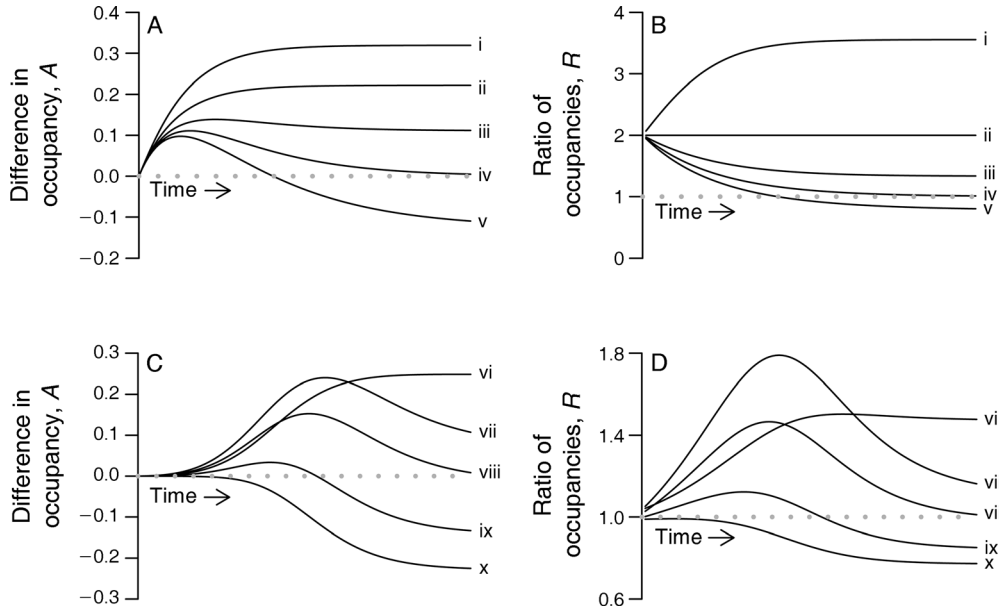 A
Difference in
occupancy, A
0.4
0.3
0.2
0.1
0.0
−0.1
−0.2
Time →
i
ii
iii
iv
v
B
Ratio of
occupancies, R
4
3
2
1
0
Time →
i
ii
iii
iv
v
C
Difference in
occupancy, A
0.3
0.2
0.1
0.0
−0.1
−0.2
−0.3
Time →
vi
vii
viii
ix
x
D
Ratio of
occupancies, R
1.8
1.4
1.0
0.6
Time →
vi
vi
vi
ix
x